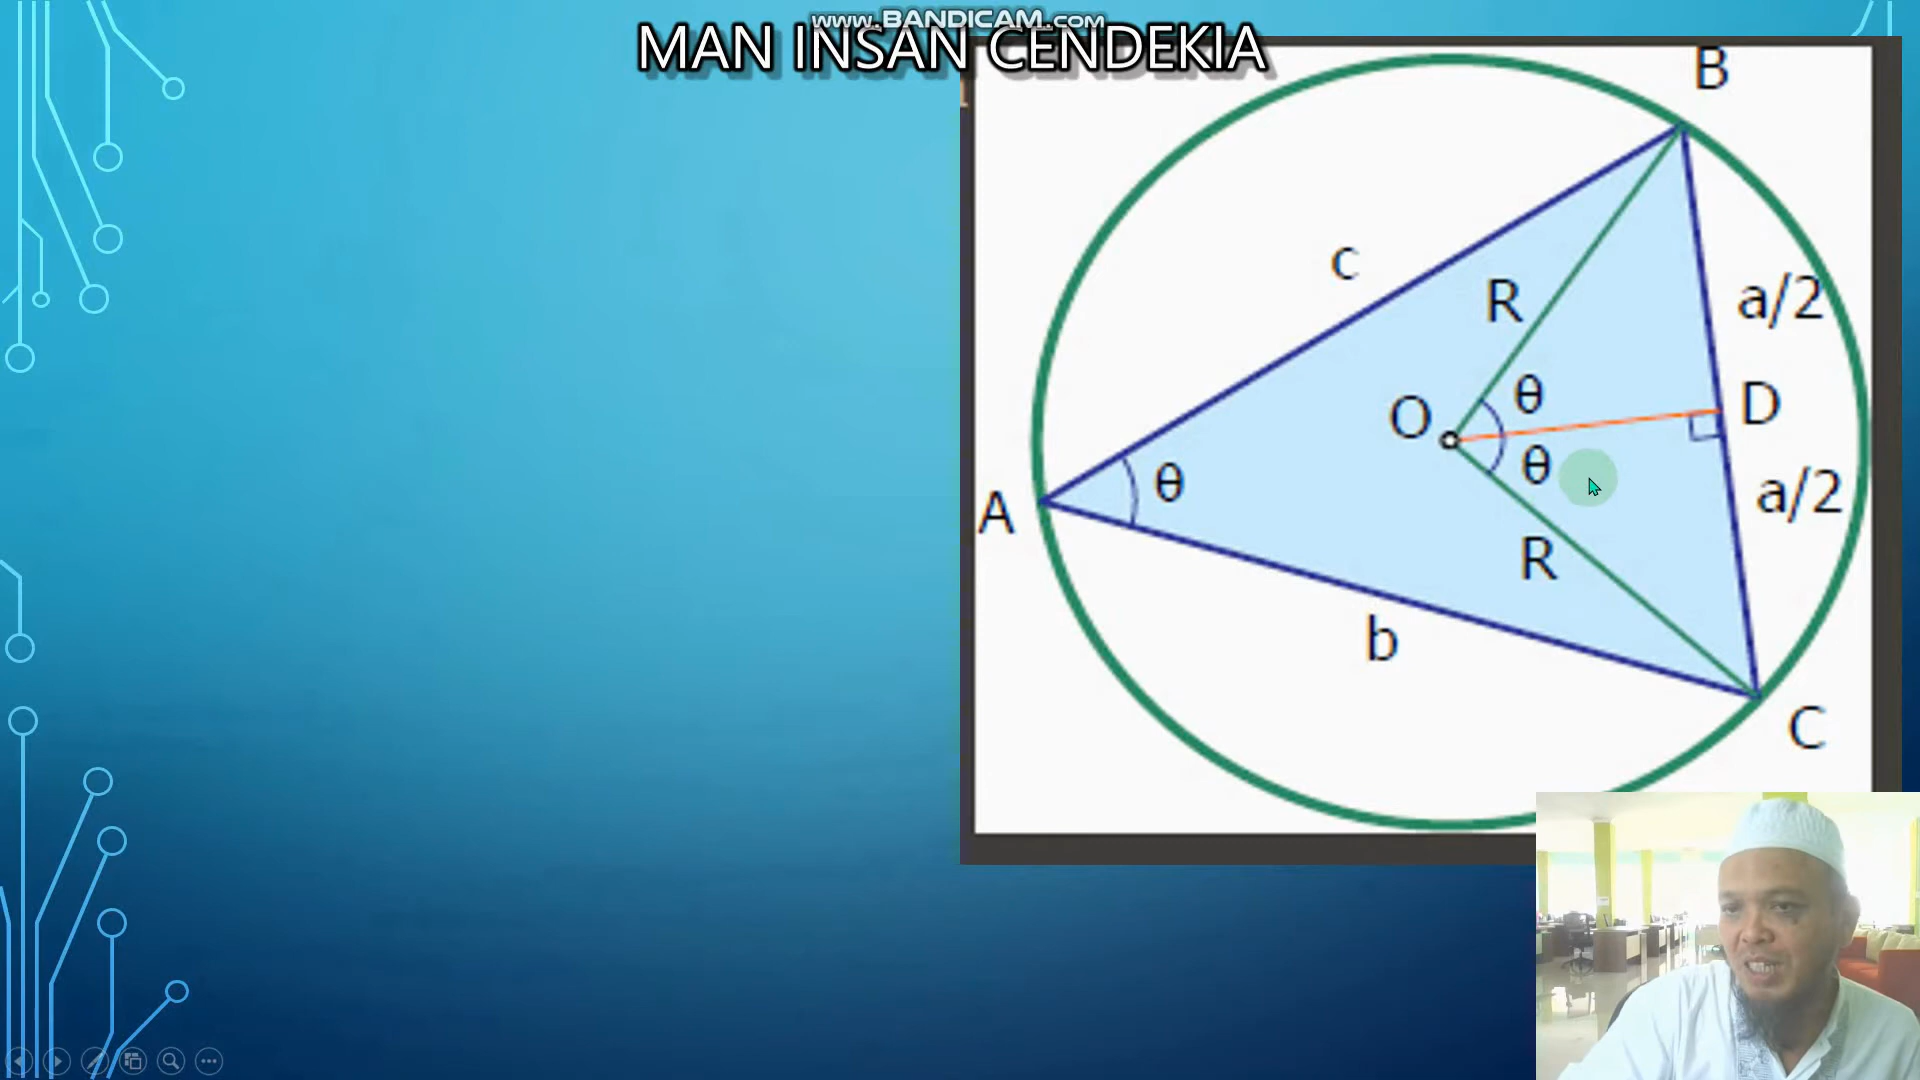 www.BANDICAM.com
MAN INSAN CENDEKIA
B
c
R
a/2
θ
O
D
θ
θ
A
a/2
R
b
C